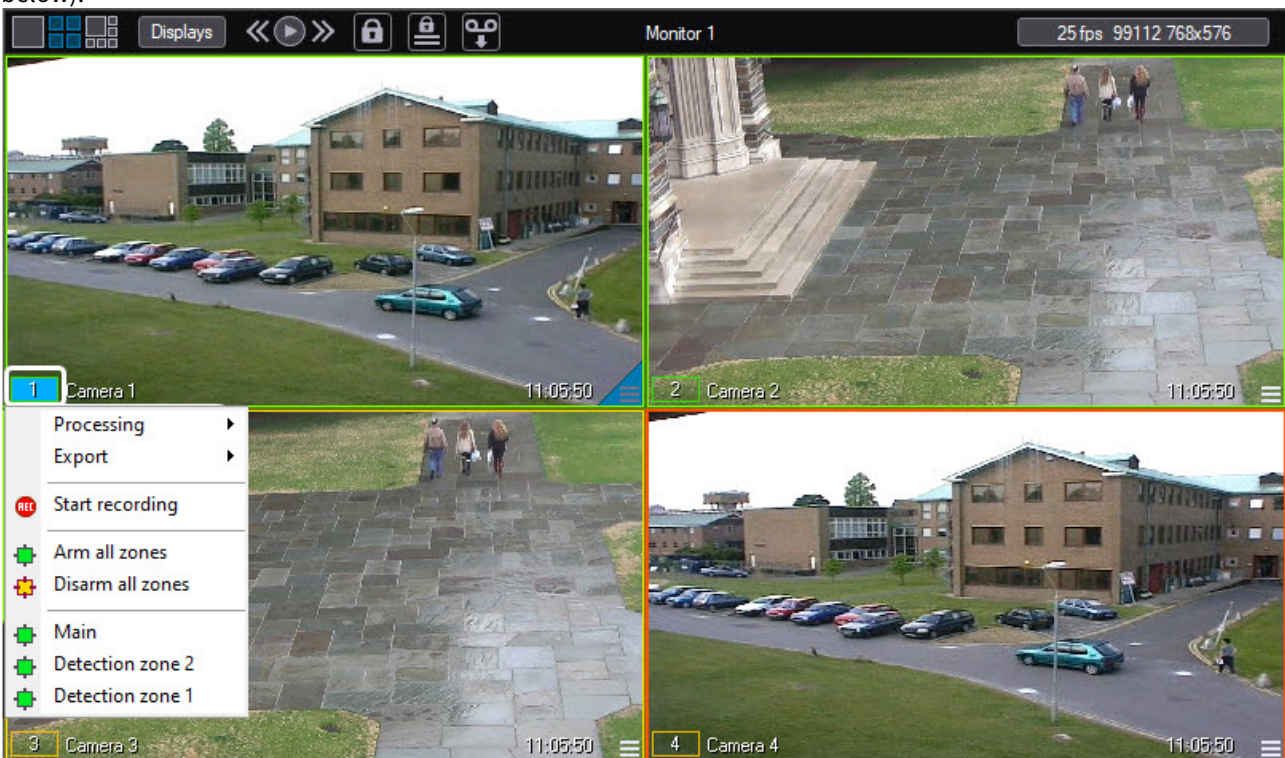 below).
Displays
Monitor 1
25 fps 99112 768x576
1 Camera 1 11:05:50
2 Camera 2 11:05:50
Processing
Export
REC Start recording
Arm all zones
Disarm all zones
Main
Detection zone 2
Detection zone 1
3 Camera 3 11:05:50
4 Camera 4 11:05:50